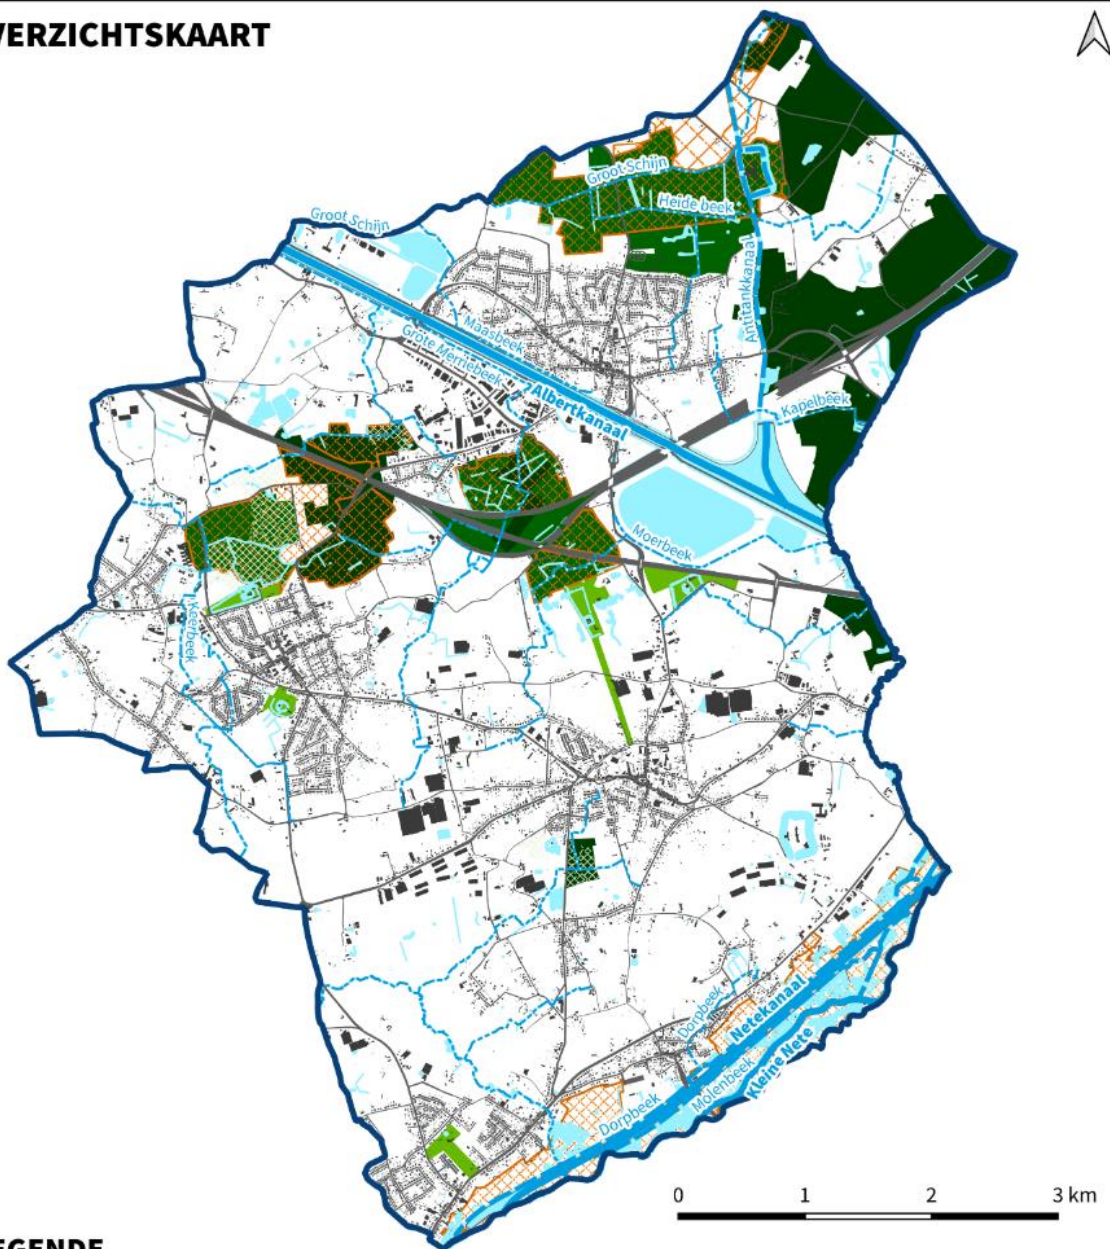 VERZICHTSKAART
Groot Schijn
Heide beek
Groot Schijn
Antitankkanaal
Maasbeek
Grote Merriebeek
Albertkanaal
Kapelbeek
Moerbeek
Keerbeek
Dorpbeek
Netekanaal
Molenbeek
Kleine Nete
Dorpbeek
0 1 2 3 km
EGENDE